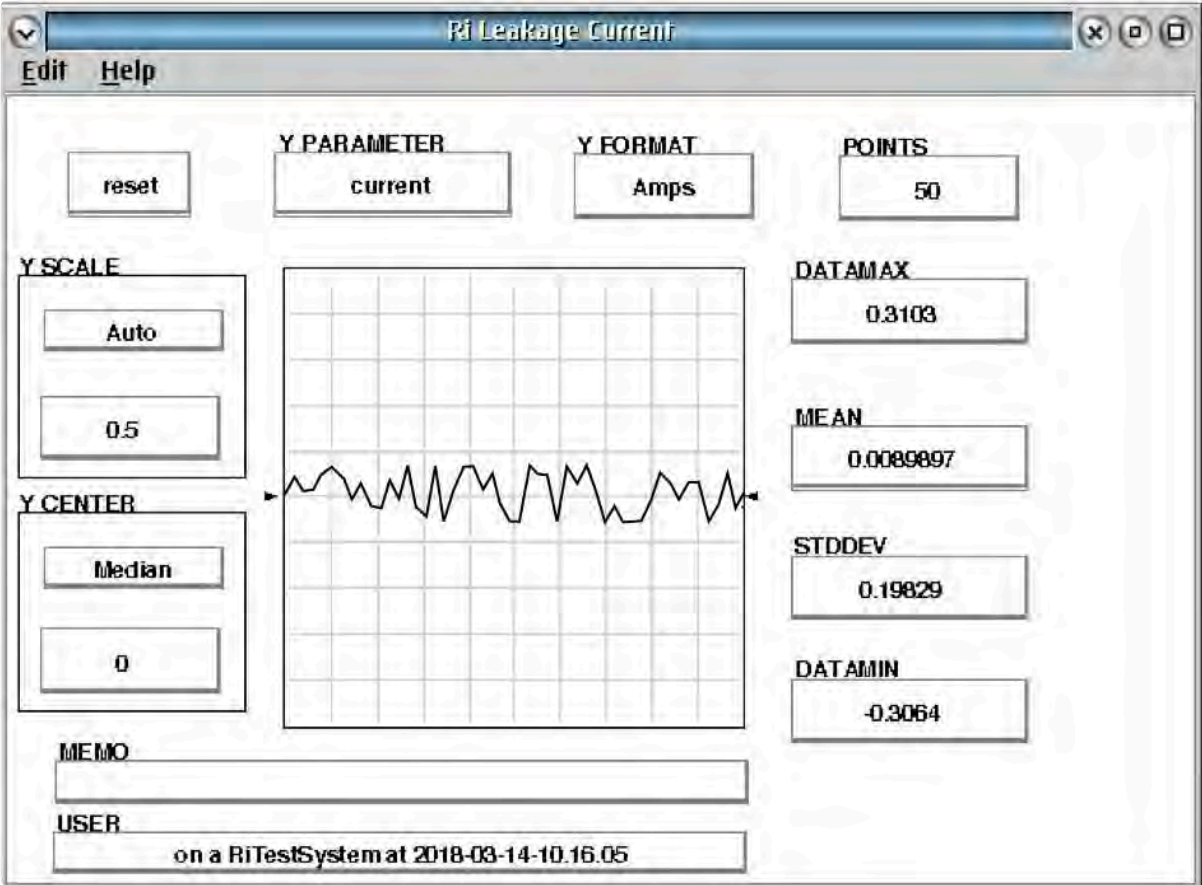 Ri Leakage Current
Edit Help
reset
Y PARAMETER
current
Y FORMAT
Amps
POINTS
50
Y SCALE
Auto
0.5
Y CENTER
Median
0
DATAMAX
0.3103
MEAN
0.0089897
STDDEV
0.19829
DATAMIN
-0.3064
MEMO
USER
on a RiTestSystem at 2018-03-14-10.16.05